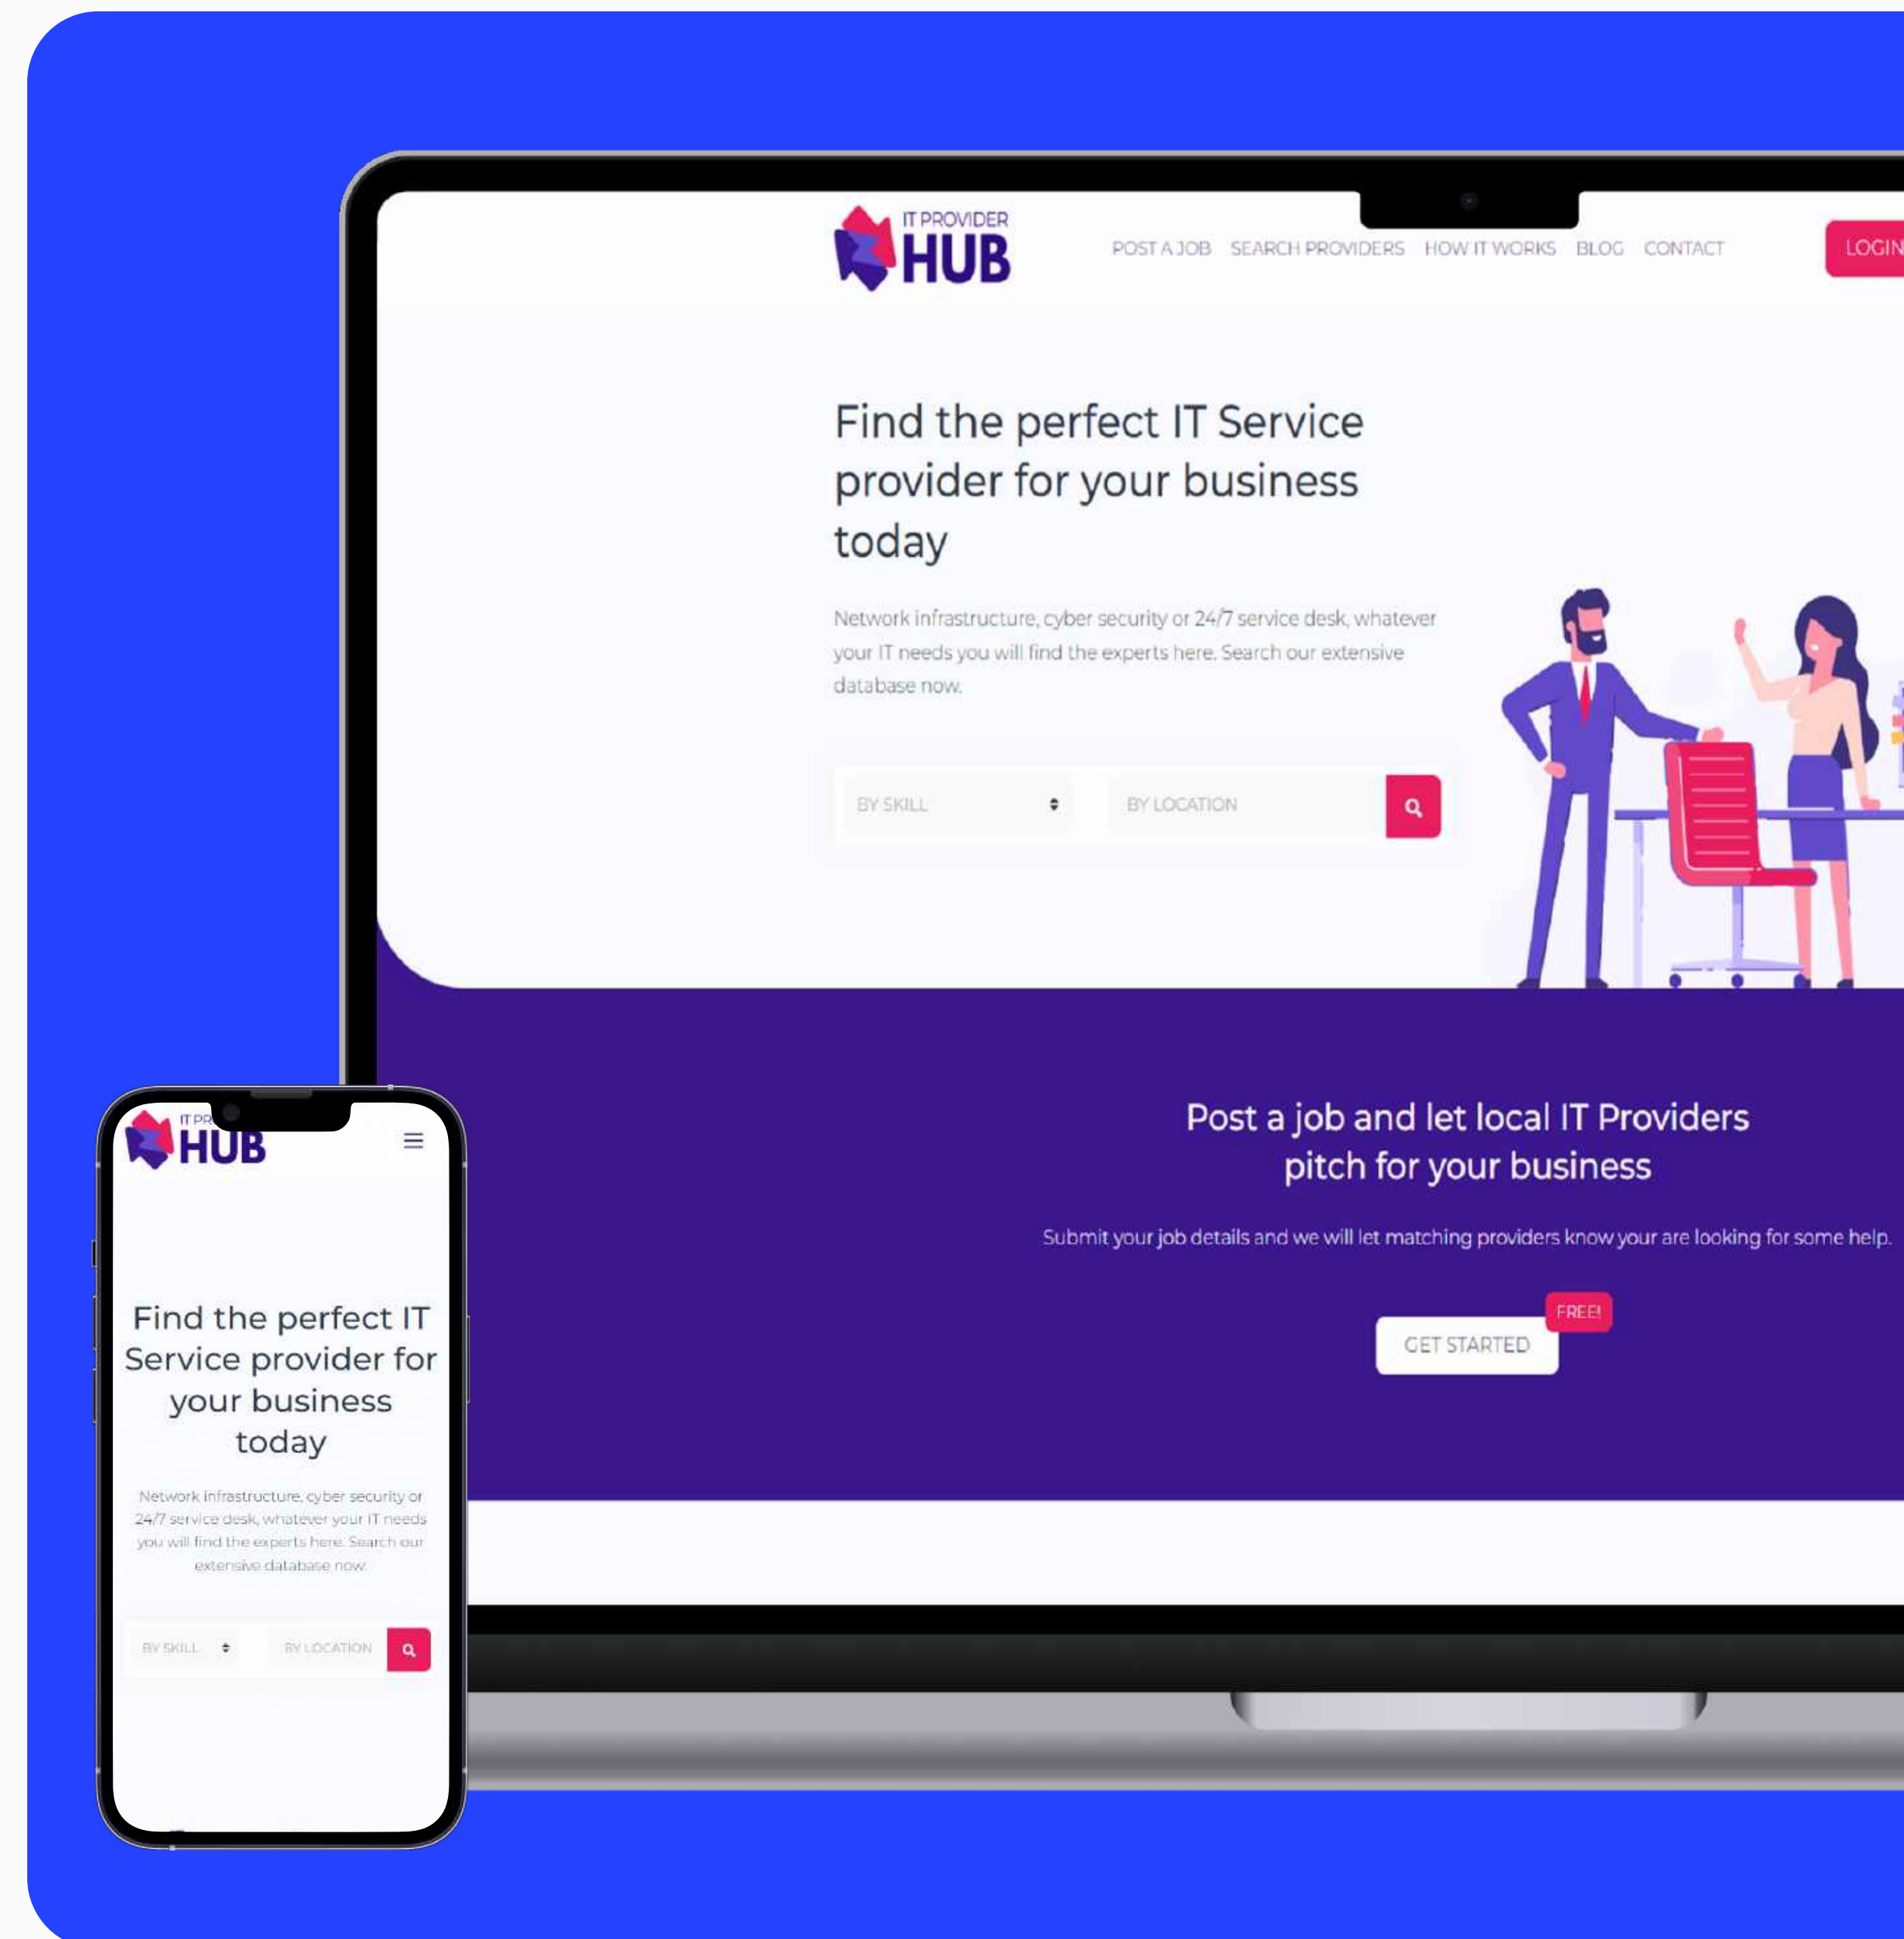 IT PROVIDER
HUB
POST A JOB SEARCH PROVIDERS HOW IT WORKS BLOG CONTACT
LOGIN
Find the perfect IT Service
provider for your business
today
Network infrastructure, cyber security or 24/7 service desk, whatever
your IT needs you will find the experts here. Search our extensive
database now.
BY SKILL
BY LOCATION
Post a job and let local IT Providers
pitch for your business
Submit your job details and we will let matching providers know your are looking for some help.
FREE!
GET STARTED
IT PR
HUB
Find the perfect IT
Service provider for
your business
today
Network infrastructure, cyber security or
24/7 service desk, whatever your IT needs
you will find the experts here. Search our
extensive database now.
BY SKILL
BY LOCATION